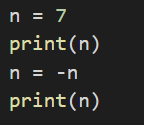 n = 7
print(n)
n = -n
print(n)